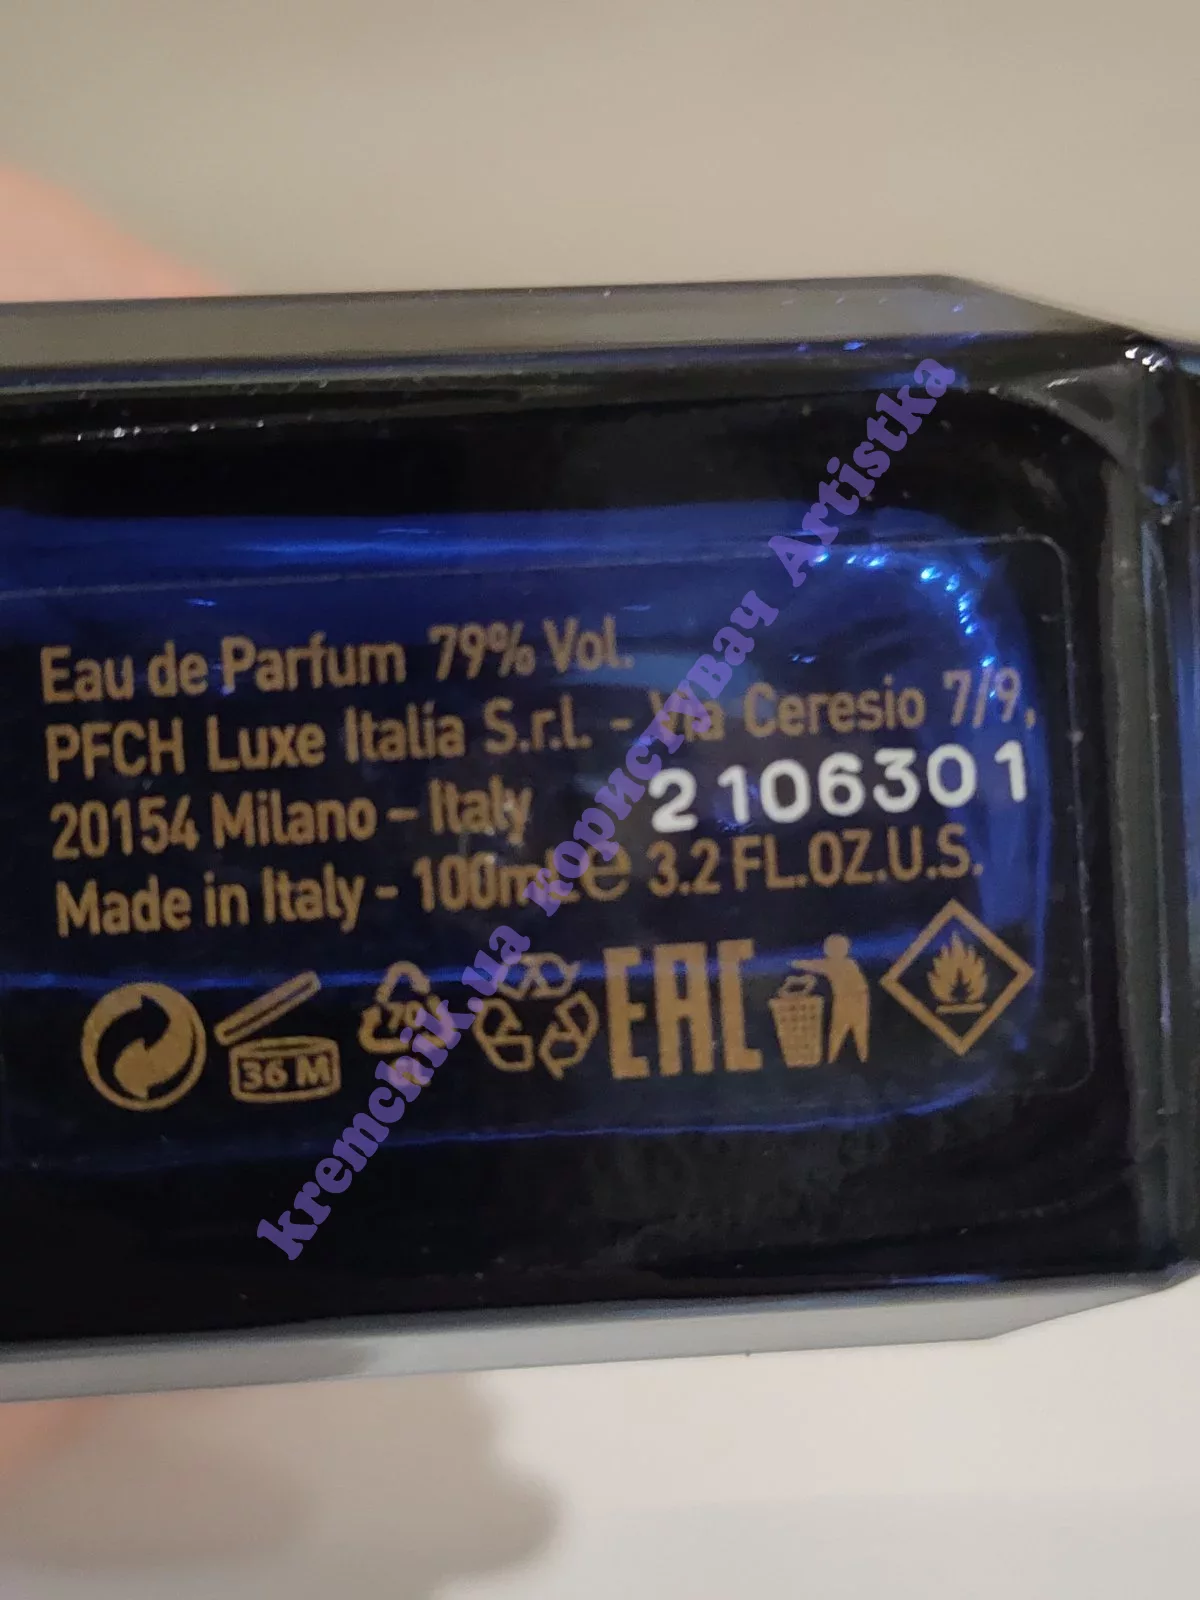 Eau de Parfum 79% Vol.
PFCH Luxe Italia S.r.l. - Via Ceresio 7/9,
20154 Milano - Italy
2106301
Made in Italy - 100ml e 3.2 FL.OZ.U.S.
36 M
70
EAC
kremchik.ua користувач Artistka